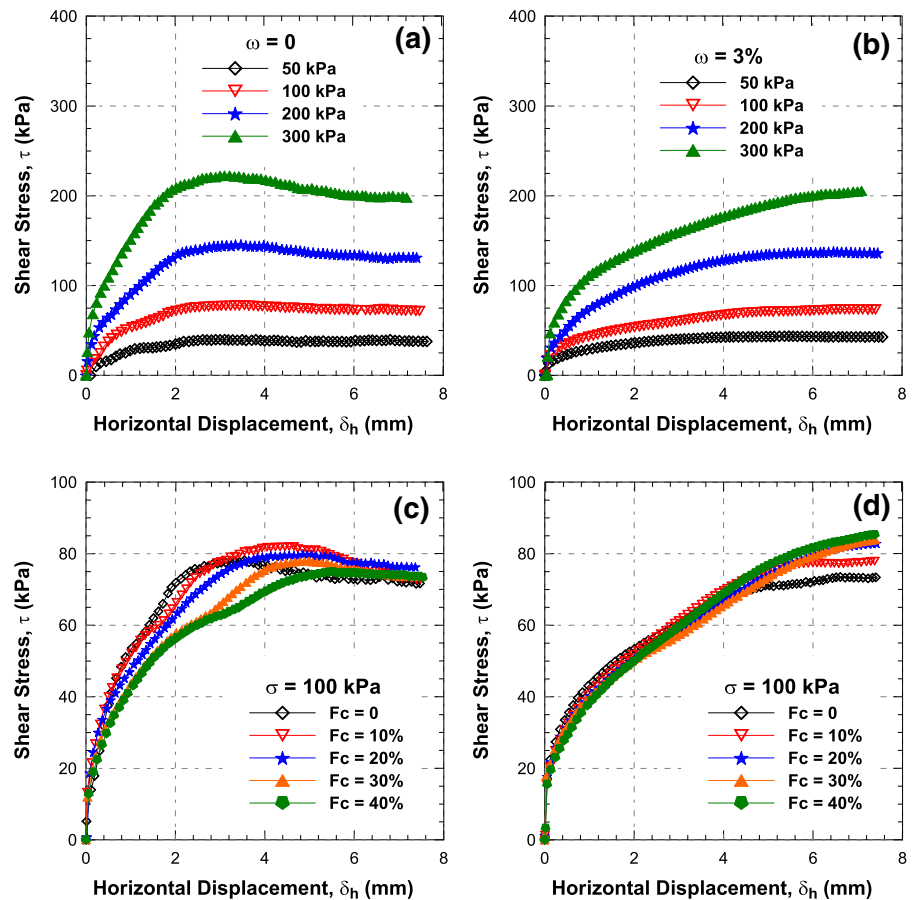 (a)
ω = 0
50 kPa
100 kPa
200 kPa
300 kPa
Shear Stress, τ (kPa)
400
300
200
100
0
0 2 4 6 8
Horizontal Displacement, δh (mm)
(b)
ω = 3%
50 kPa
100 kPa
200 kPa
300 kPa
Shear Stress, τ (kPa)
400
300
200
100
0
0 2 4 6 8
Horizontal Displacement, δh (mm)
(c)
Shear Stress, τ (kPa)
100
80
60
40
20
0
σ = 100 kPa
Fc = 0
Fc = 10%
Fc = 20%
Fc = 30%
Fc = 40%
0 2 4 6 8
Horizontal Displacement, δh (mm)
(d)
Shear Stress, τ (kPa)
100
80
60
40
20
0
σ = 100 kPa
Fc = 0
Fc = 10%
Fc = 20%
Fc = 30%
Fc = 40%
0 2 4 6 8
Horizontal Displacement, δh (mm)